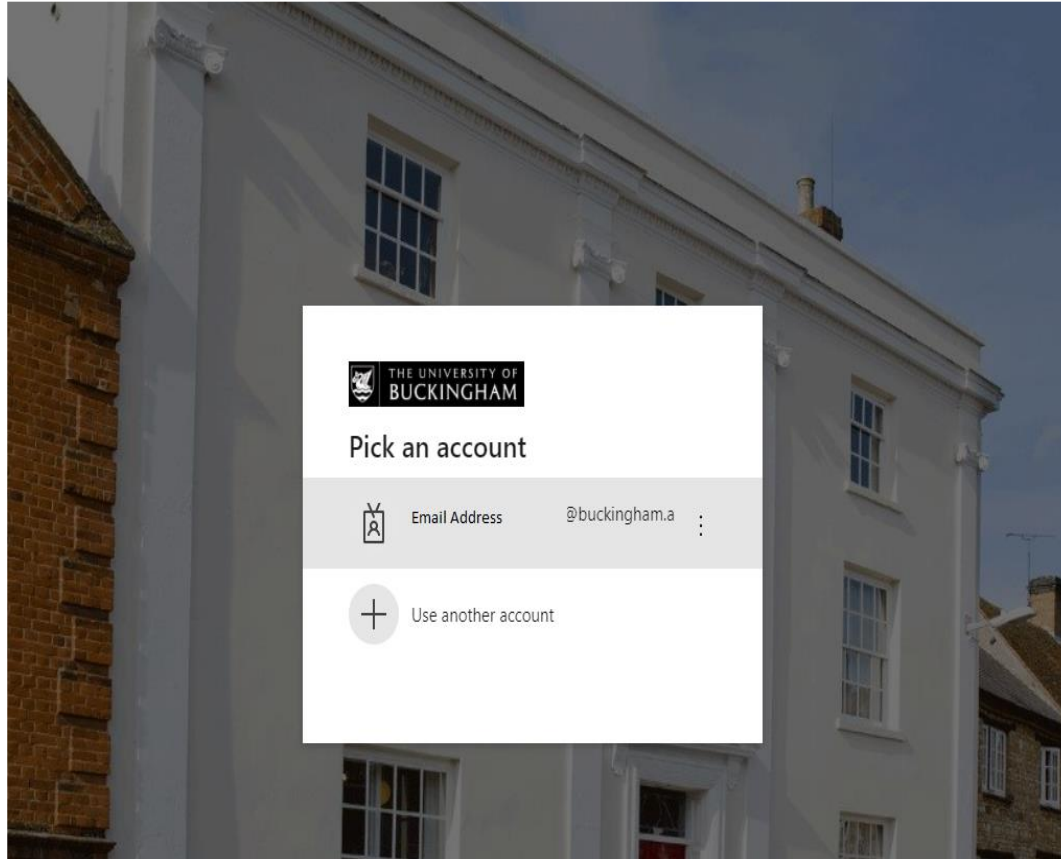 THE UNIVERSITY OF
BUCKINGHAM
Pick an account
Email Address @buckingham.a
Use another account